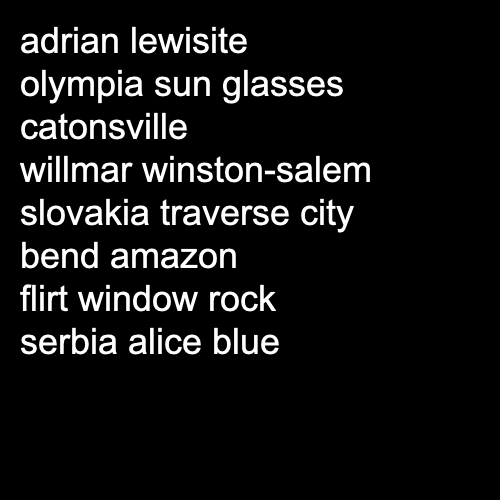 adrian lewisite
olympia sun glasses
catonsville
willmar winston-salem
slovakia traverse city
bend amazon
flirt window rock
serbia alice blue